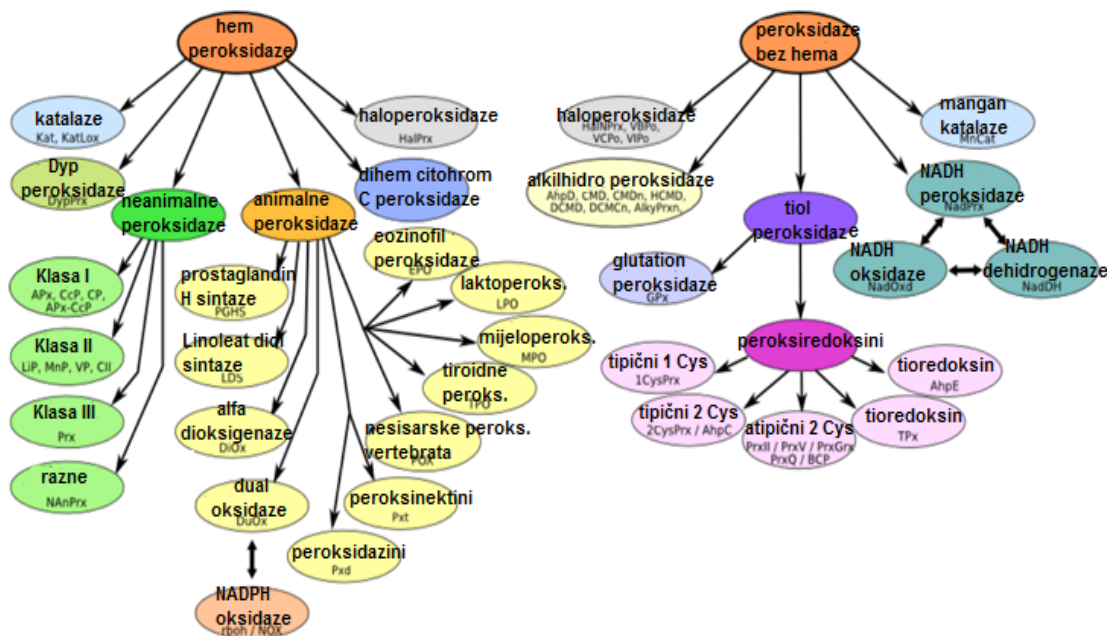 hem
peroksidaze
katalaze
Kat, KatLox
haloperoksidaze
HalPrx
Dyp
peroksidaze
DypPrx
dihem citohrom
C peroksidaze
neanimalne
peroksidaze
animalne
peroksidaze
Klasa I
APx, CcP, CP,
APx-CcP
Klasa II
LiP, MnP, VP, CII
Klasa III
Prx
razne
NAnPrx
prostaglandin
H sintaze
PGHS
Linoleat diol
sintaze
LDS
alfa
dioksigenaze
DiOx
dual
oksidaze
DuOx
NADPH
oksidaze
rboh / NOX
eozinofil
peroksidaze
EPO
laktoperoks.
LPO
mijeloperoks.
MPO
tiroidne
peroks.
TPO
nesisarske peroks.
vertebrata
POX
peroksinektini
Pxt
peroksidazini
Pxd
peroksidaze
bez hema
haloperoksidaze
HalNPrx, VBPo,
VCPo, VIPo
mangan
katalaze
MnCat
alkilhidro peroksidaze
AhpD, CMD, CMDn, HCMD,
DCMD, DCMCn, AlkyPrxn,
NADH
peroksidaze
NadPrx
tiol
peroksidaze
NADH
oksidaze
NadOxd
NADH
dehidrogenaze
NadDH
glutation
peroksidaze
GPx
peroksiredoksini
tipični 1 Cys
1CysPrx
tioredoksin
AhpE
tipični 2 Cys
2CysPrx / AhpC
atipični 2 Cys
PrxII / PrxV / PrxGrx
PrxQ / BCP
tioredoksin
TPx